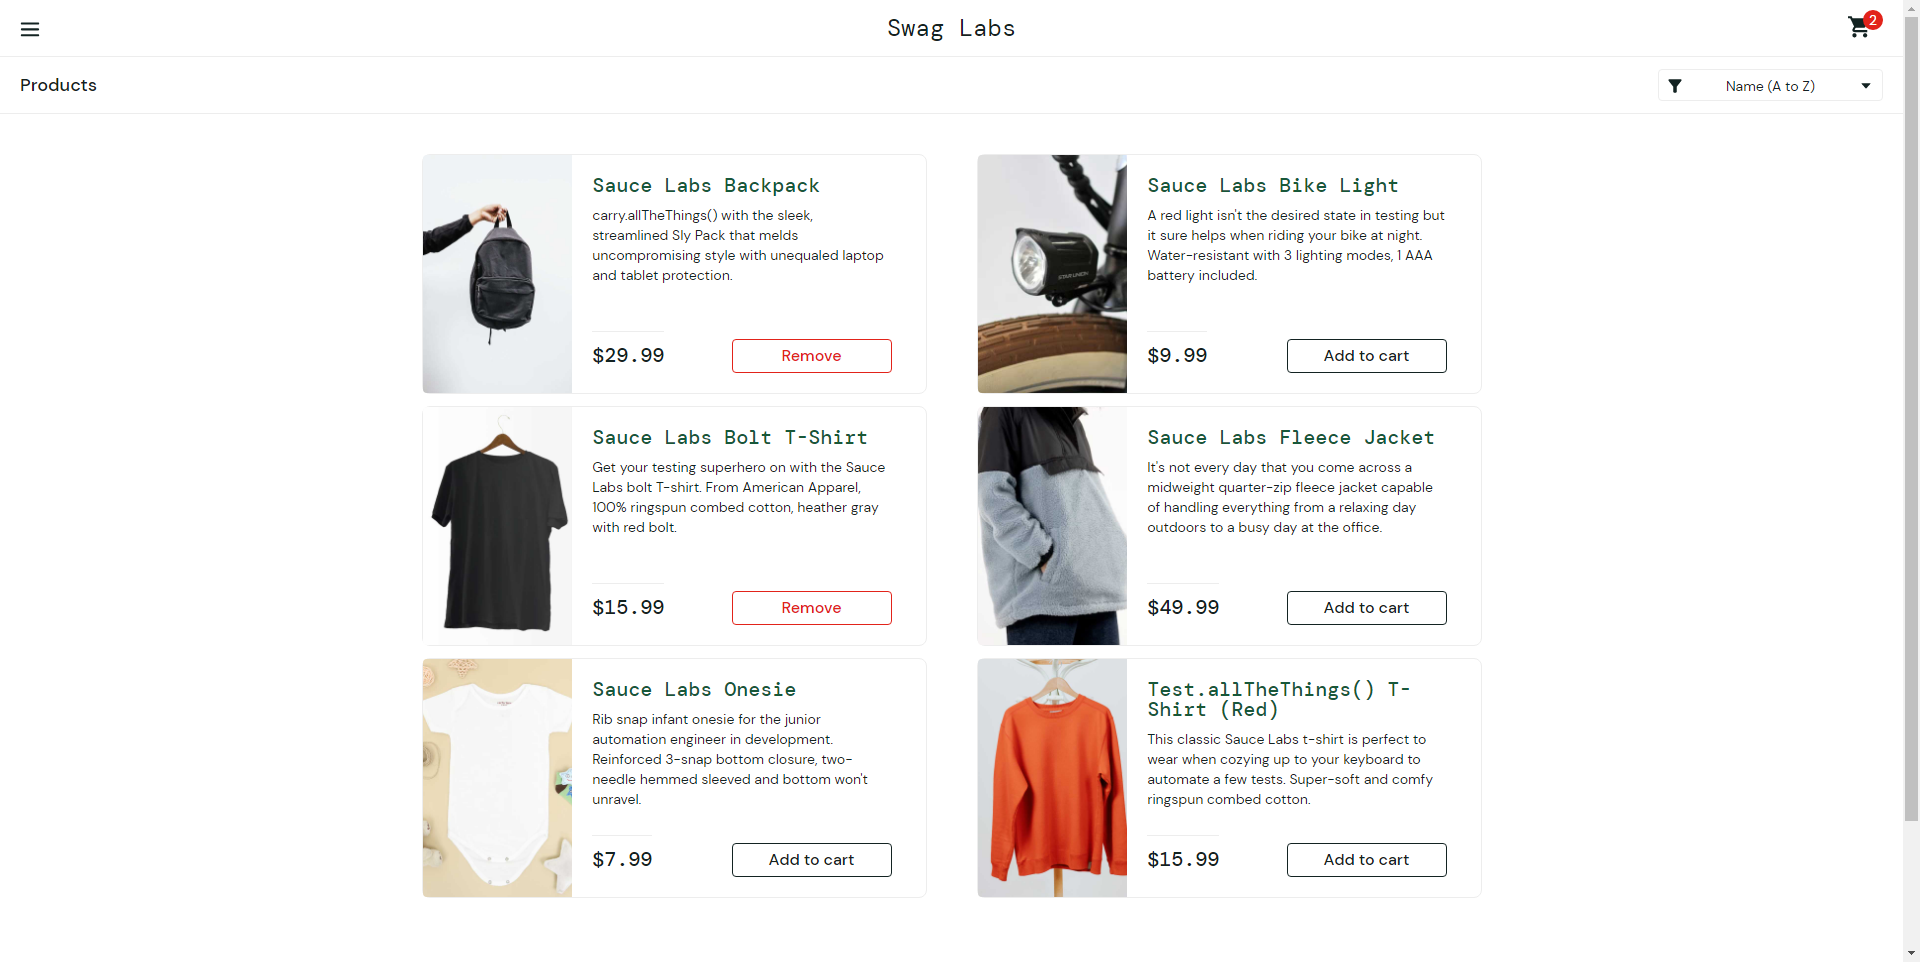 Swag Labs
2
Products
Name (A to Z)
Sauce Labs Backpack
carry.allTheThings() with the sleek,
streamlined Sly Pack that melds
uncompromising style with unequaled laptop
and tablet protection.
$29.99
Remove
Sauce Labs Bike Light
A red light isn't the desired state in testing but
it sure helps when riding your bike at night.
Water-resistant with 3 lighting modes, 1 AAA
battery included.
$9.99
Add to cart
STAR UNION
Sauce Labs Bolt T-Shirt
Get your testing superhero on with the Sauce
Labs bolt T-shirt. From American Apparel,
100% ringspun combed cotton, heather gray
with red bolt.
$15.99
Remove
Sauce Labs Fleece Jacket
It's not every day that you come across a
midweight quarter-zip fleece jacket capable
of handling everything from a relaxing day
outdoors to a busy day at the office.
$49.99
Add to cart
Sauce Labs Onesie
Rib snap infant onesie for the junior
automation engineer in development.
Reinforced 3-snap bottom closure, two-
needle hemmed sleeved and bottom won't
unravel.
$7.99
Add to cart
Test.allTheThings() T-
Shirt (Red)
This classic Sauce Labs t-shirt is perfect to
wear when cozying up to your keyboard to
automate a few tests. Super-soft and comfy
ringspun combed cotton.
$15.99
Add to cart